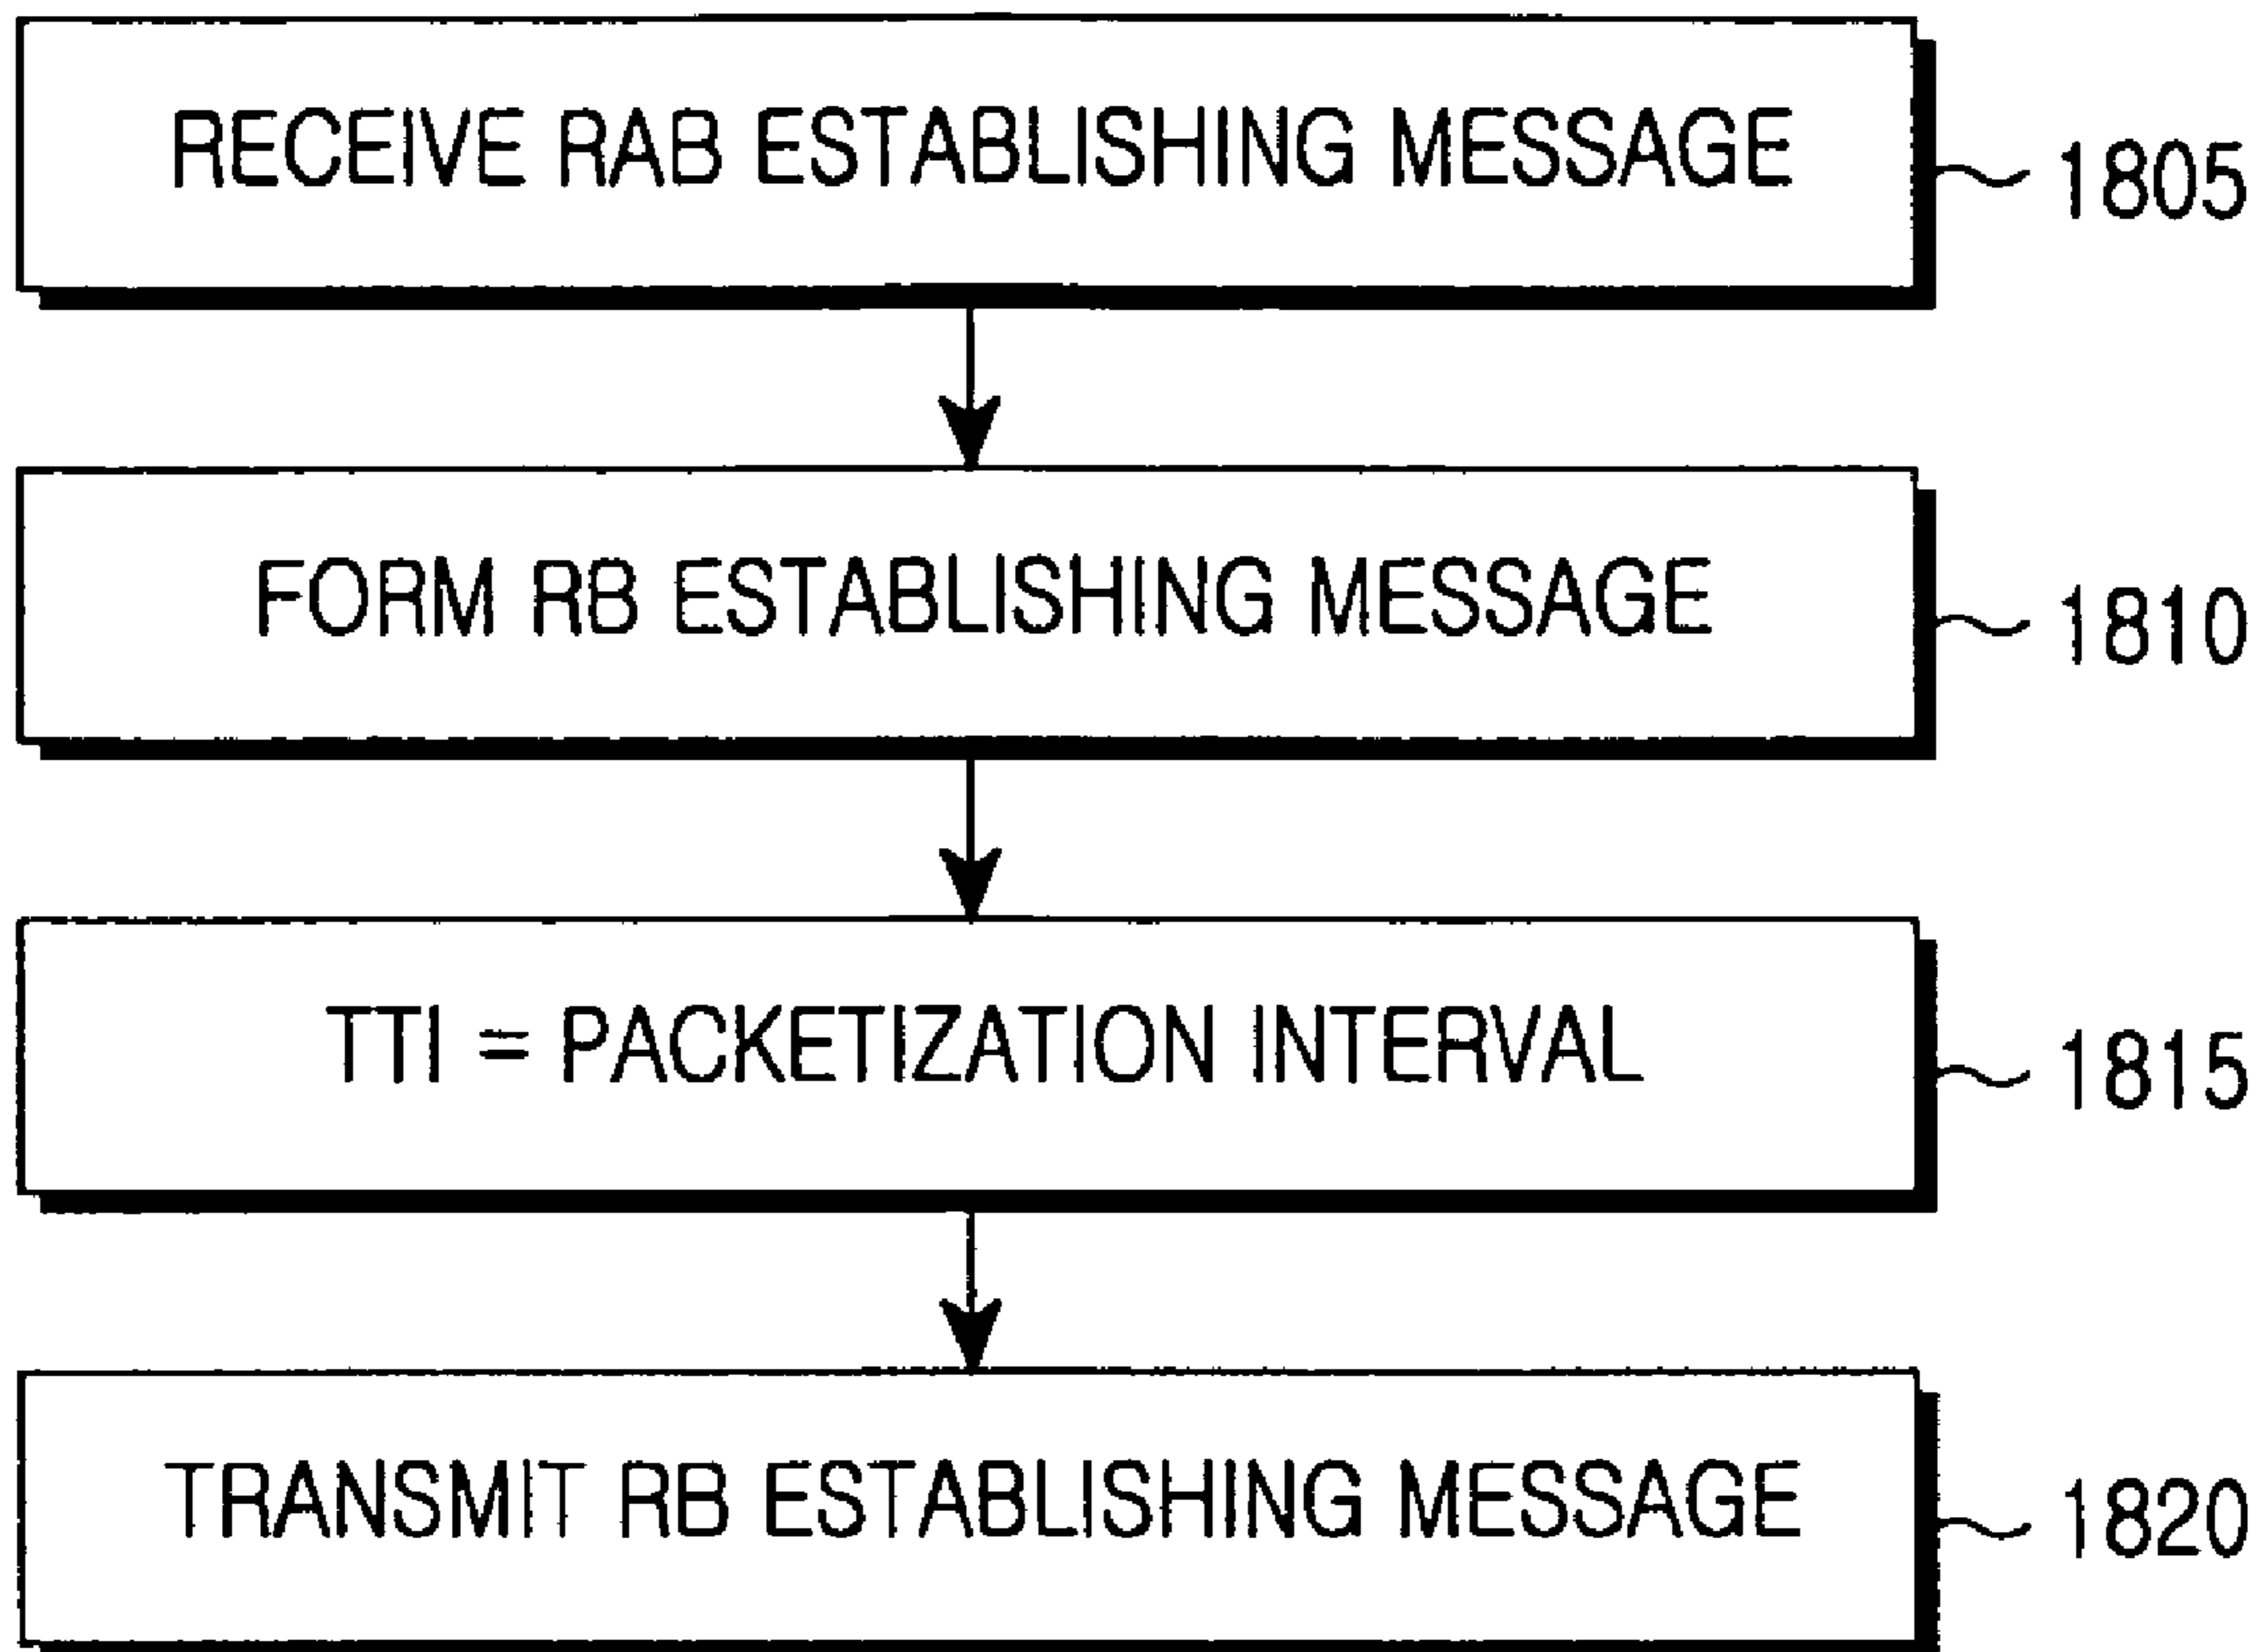 RECEIVE RAB ESTABLISHING MESSAGE 1805
FORM RB ESTABLISHING MESSAGE 1810
TTI = PACKETIZATION INTERVAL 1815
TRANSMIT RB ESTABLISHING MESSAGE 1820